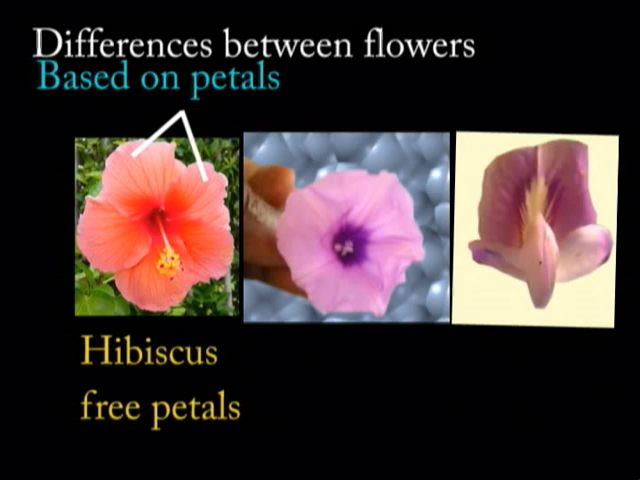 Differences between flowers
Based on petals
Hibiscus
free petals